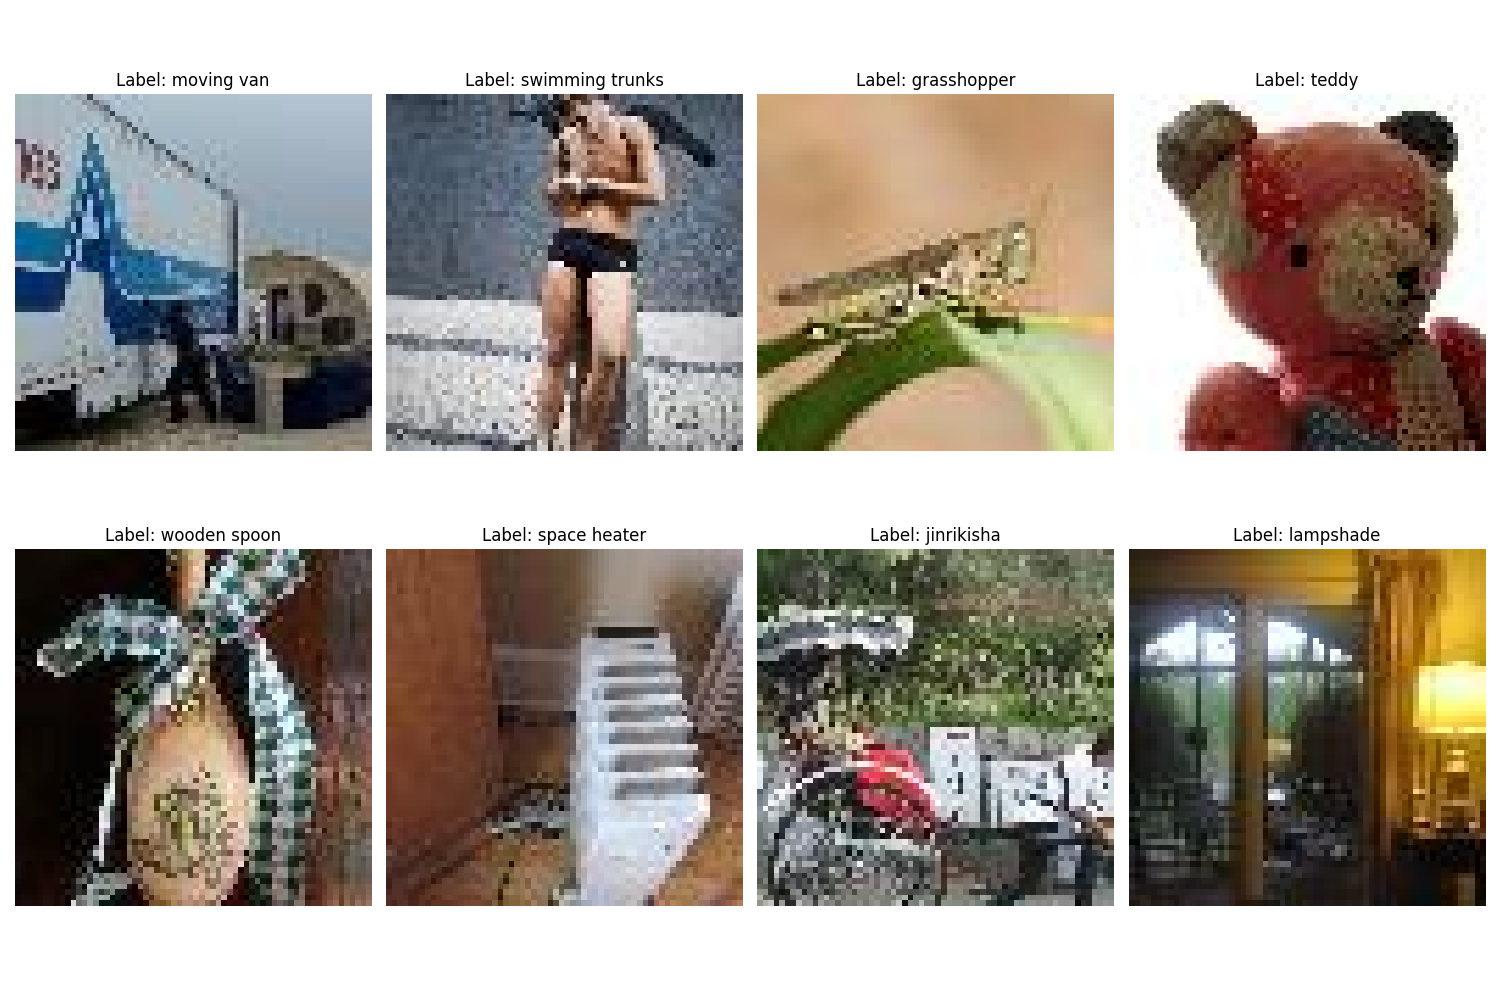 Label: moving van
Label: swimming trunks
Label: grasshopper
Label: teddy
Label: wooden spoon
Label: space heater
Label: jinrikisha
Label: lampshade